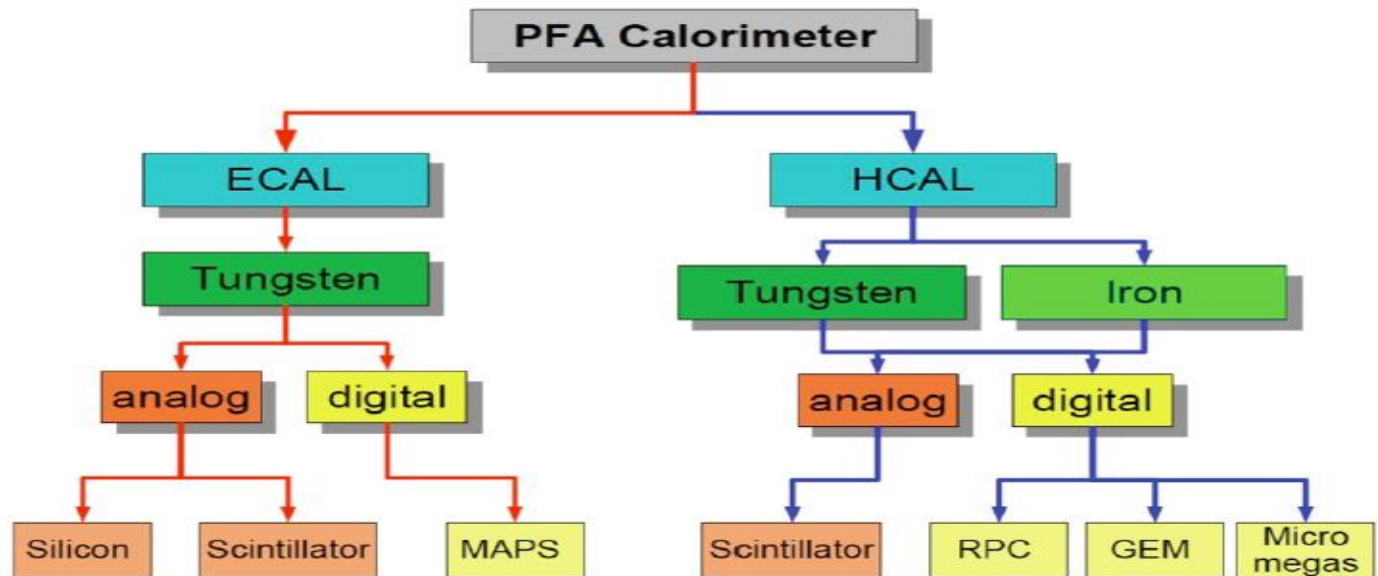 PFA Calorimeter
ECAL
HCAL
Tungsten
Tungsten
Iron
analog
digital
analog
digital
Silicon
Scintillator
MAPS
Scintillator
RPC
GEM
Micro
megas